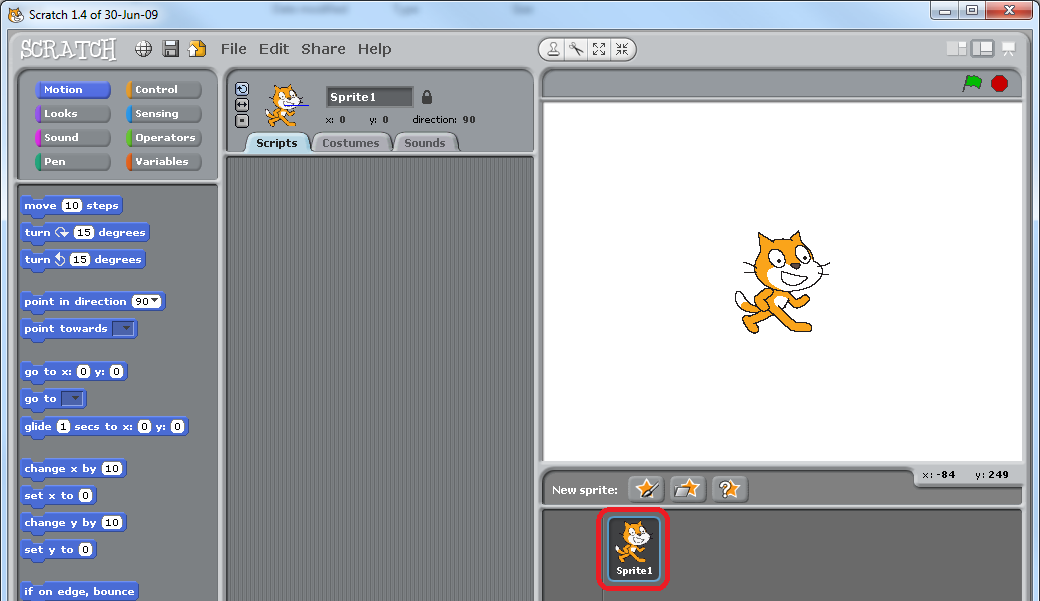 Scratch 1.4 of 30-Jun-09
SCRATCH File Edit Share Help
Motion Control
Looks Sensing
Sound Operators
Pen Variables
move 10 steps
turn 15 degrees
turn 15 degrees
point in direction 90
point towards
go to x: 0 y: 0
go to
glide 1 secs to x: 0 y: 0
change x by 10
set x to 0
change y by 10
set y to 0
if on edge, bounce
Sprite1
x: 0 y: 0 direction: 90
Scripts Costumes Sounds
x: -84 y: 249
New sprite:
Sprite1